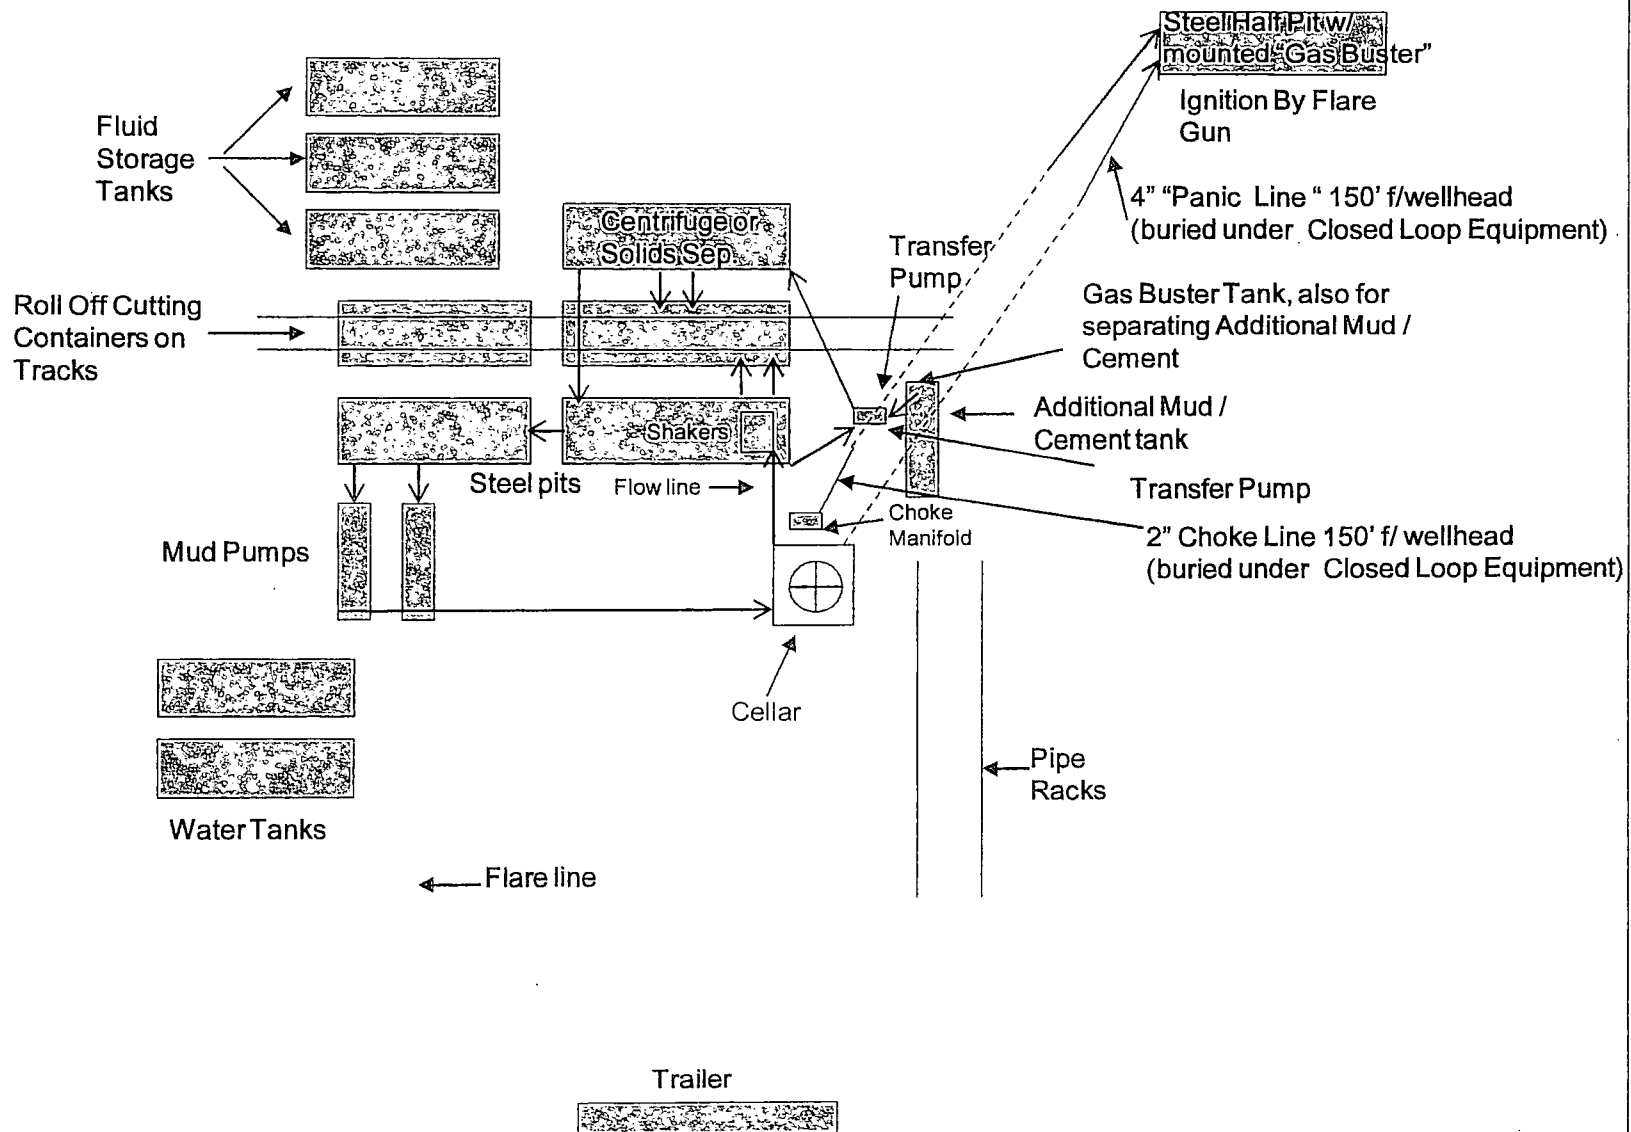 Steel Half Pit w/
mounted "Gas Buster"
Ignition By Flare
Gun
Fluid
Storage
Tanks
4" "Panic Line " 150' f/wellhead
(buried under Closed Loop Equipment)
Centrifuge or
Solids Sep
Transfer
Pump
Gas Buster Tank, also for
separating Additional Mud /
Cement
Roll Off Cutting
Containers on
Tracks
Additional Mud /
Cement tank
Shakers
Steel pits
Flow line
Transfer Pump
Choke
Manifold
2" Choke Line 150' f/ wellhead
(buried under Closed Loop Equipment)
Mud Pumps
Cellar
Pipe
Racks
Water Tanks
Flare line
Trailer